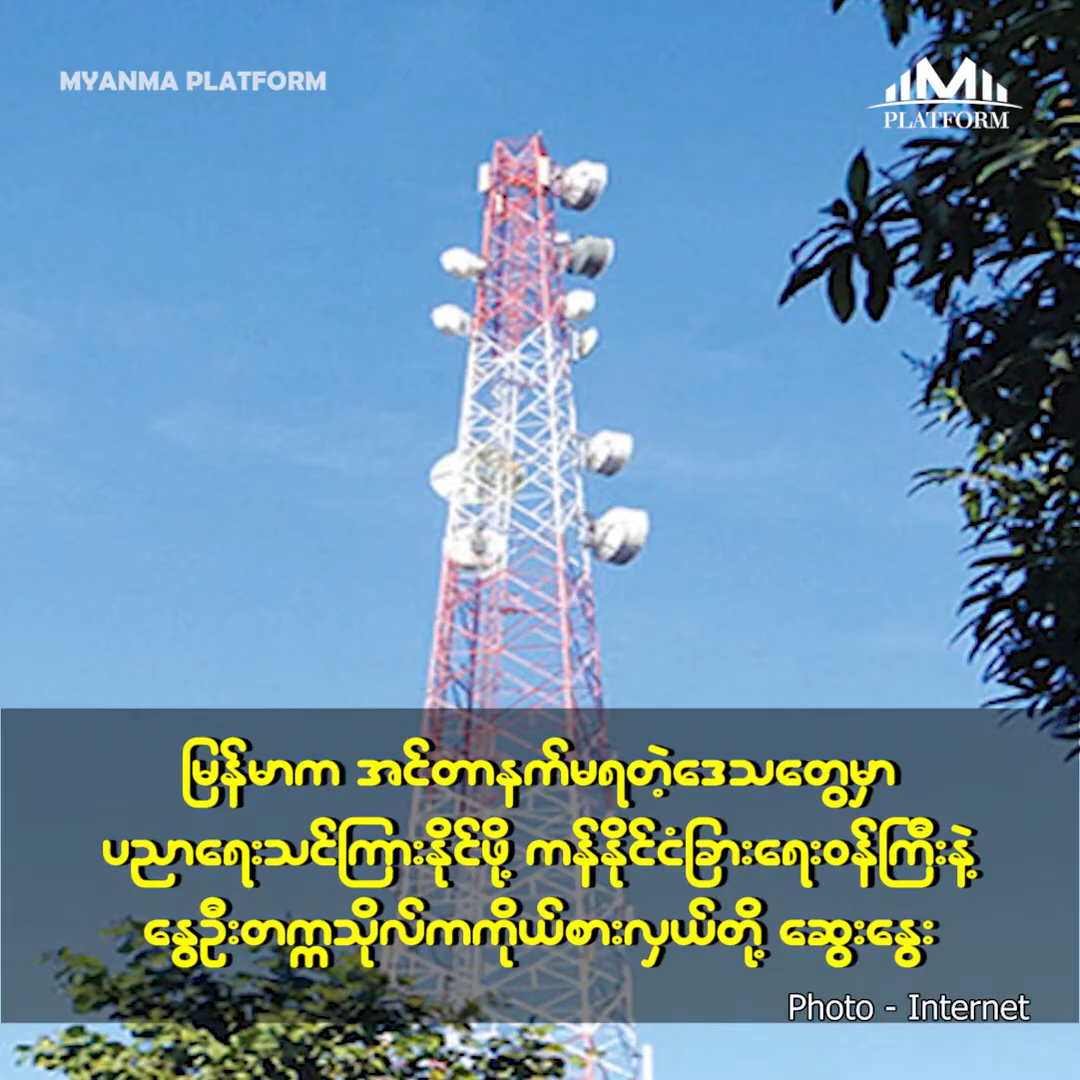 MYANMA PLATFORM
M
PLATFORM
မြန်မာက အင်တာနက်မရတဲ့ဒေသတွေမှာ
ပညာရေးသင်ကြားနိုင်ဖို့ ကန်နိုင်ငံခြားရေးဝန်ကြီးနဲ့
နွေဦးတက္ကသိုလ်ကကိုယ်စားလှယ်တို့ ဆွေးနွေး
Photo - Internet